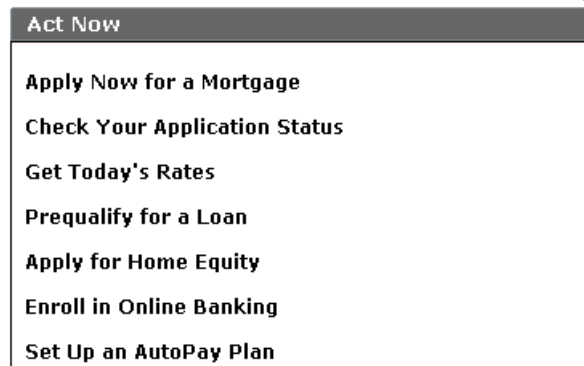 Act Now
Apply Now for a Mortgage
Check Your Application Status
Get Today's Rates
Prequalify for a Loan
Apply for Home Equity
Enroll in Online Banking
Set Up an AutoPay Plan